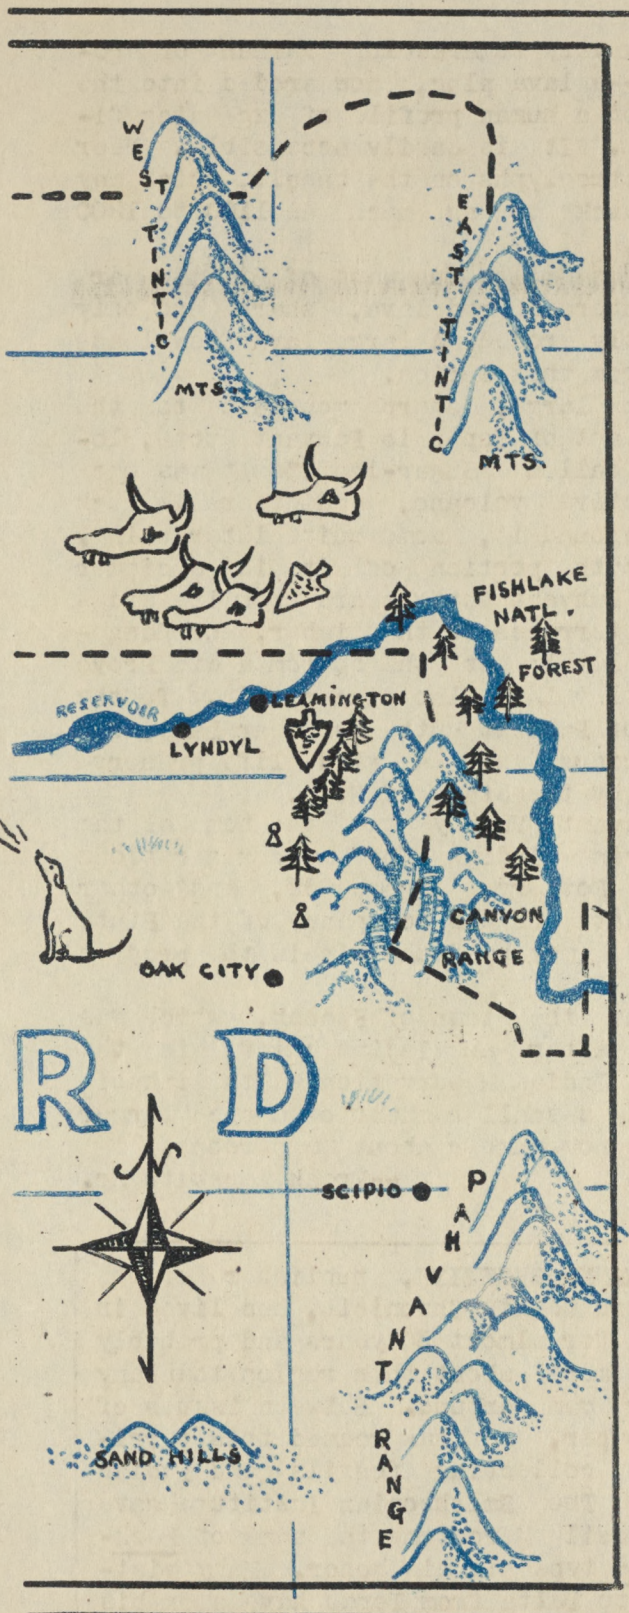 WEST TINTIC
MTS.
EAST TINTIC
MTS.
FISHLAKE
NATL.
FOREST
RESERVOIR
LEAMINGTON
LYNDYL
CANYON
RANGE
OAK CITY
R D
N
SCIPIO
PAHVANT
RANGE
SAND HILLS